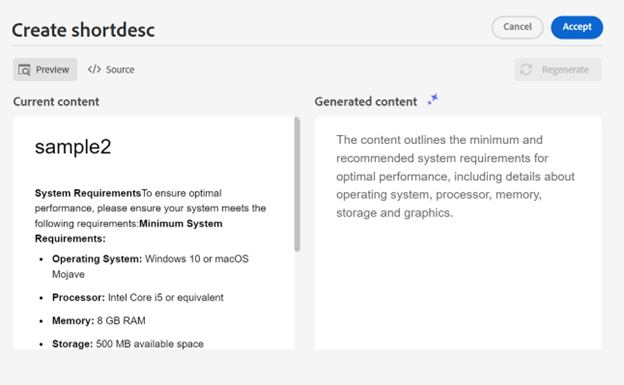 Create shortdesc
Cancel
Accept
Preview
</> Source
Regenerate
Current content
sample2
System RequirementsTo ensure optimal
performance, please ensure your system meets the
following requirements:Minimum System
Requirements:
• Operating System: Windows 10 or macOS
Mojave
• Processor: Intel Core i5 or equivalent
• Memory: 8 GB RAM
• Storage: 500 MB available space
Generated content
The content outlines the minimum and
recommended system requirements for
optimal performance, including details about
operating system, processor, memory,
storage and graphics.